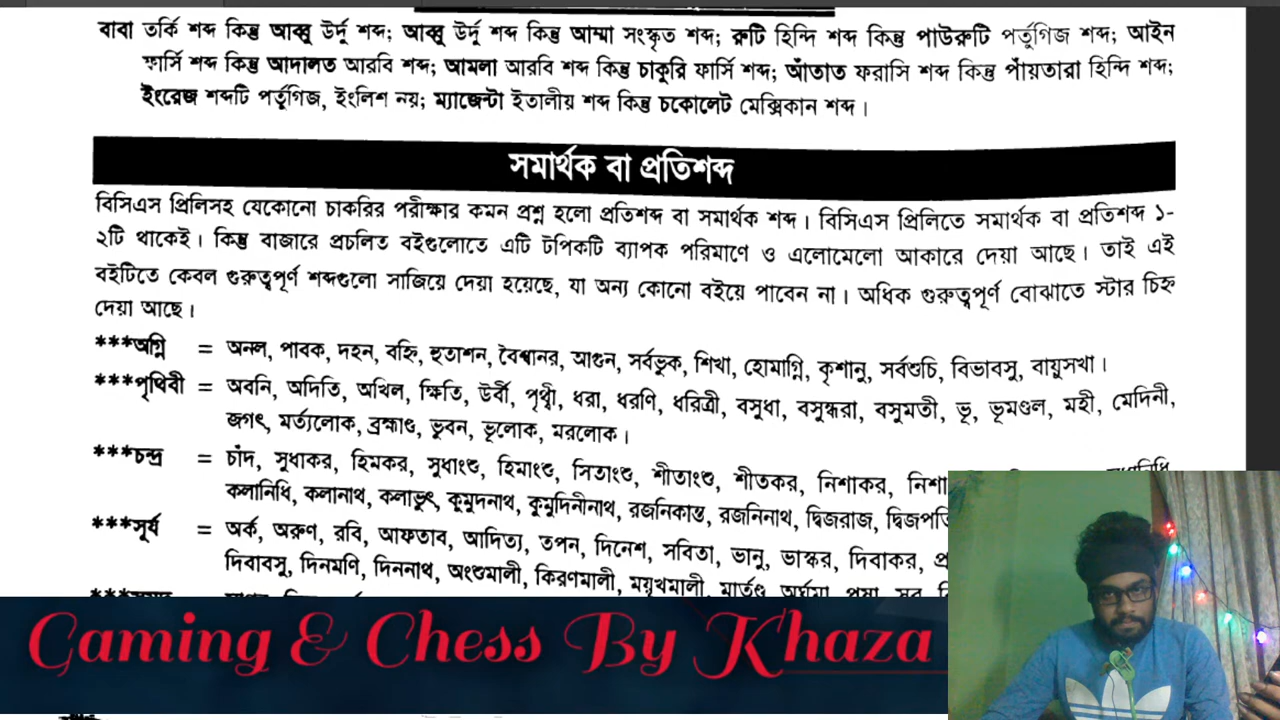 বাবা তুর্কি শব্দ কিন্তু আব্বু উর্দু শব্দ; আব্বু উর্দু শব্দ কিন্তু আম্মা সংস্কৃত শব্দ; রুটি হিন্দি শব্দ কিন্তু পাউরুটি পর্তুগিজ শব্দ; আইন
ফার্সি শব্দ কিন্তু আদালত আরবি শব্দ; আমলা আরবি শব্দ কিন্তু চাকুরি ফার্সি শব্দ; আঁতাত ফরাসি শব্দ কিন্তু পাঁয়তারা হিন্দি শব্দ;
ইংরেজ শব্দটি পর্তুগিজ, ইংলিশ নয়; ম্যাজেন্টা ইতালীয় শব্দ কিন্তু চকোলেট মেক্সিকান শব্দ।
সমার্থক বা প্রতিশব্দ
বিসিএস প্রিলিসহ যেকোনো চাকরির পরীক্ষার কমন প্রশ্ন হলো প্রতিশব্দ বা সমার্থক শব্দ। বিসিএস প্রিলিতে সমার্থক বা প্রতিশব্দ ১-
২টি থাকেই। কিন্তু বাজারে প্রচলিত বইগুলোতে এটি টপিকটি ব্যাপক পরিমাণে ও এলোমেলো আকারে দেয়া আছে। তাই এই
বইটিতে কেবল গুরুত্বপূর্ণ শব্দগুলো সাজিয়ে দেয়া হয়েছে, যা অন্য কোনো বইয়ে পাবেন না। অধিক গুরুত্বপূর্ণ বোঝাতে স্টার চিহ্ন
দেয়া আছে।
***অগ্নি = অনল, পাবক, দহন, বহ্নি, হুতাশন, বৈশ্বানর, আগুন, সর্বভুক, শিখা, হোমাগ্নি, কৃশানু, সর্বশুচি, বিভাবসু, বায়ুসখা।
***পৃথিবী = অবনি, অদিতি, অখিল, ক্ষিতি, উর্বী, পৃথ্বী, ধরা, ধরণি, ধরিত্রী, বসুধা, বসুন্ধরা, বসুমতী, ভূ, ভূমণ্ডল, মহী, মেদিনী,
জগৎ, মর্ত্যলোক, ব্রহ্মাণ্ড, ভুবন, ভূলোক, মরলোক।
***চন্দ্র = চাঁদ, সুধাকর, হিমকর, সুধাংশু, হিমাংশু, সিতাংশু, শীতাংশু, শীতকর, নিশাকর, নিশা
কলানিধি, কলানাথ, কলাভৃৎ, কুমুদনাথ, কুমুদিনীনাথ, রজনিকান্ত, রজনিনাথ, দ্বিজরাজ, দ্বিজপতি
***সূর্য = অর্ক, অরুণ, রবি, আফতাব, আদিত্য, তপন, দিনেশ, সবিতা, ভানু, ভাস্কর, দিবাকর, প্র
দিবাবসু, দিনমণি, দিননাথ, অংশুমালী, কিরণমালী, ময়ূখমালী, মার্তণ্ড
Gaming & Chess By Khaza